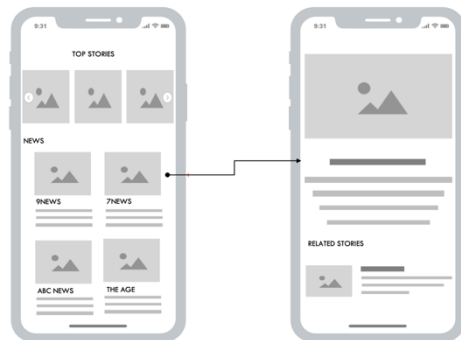 9:31
TOP STORIES
NEWS
9NEWS
7NEWS
ABC NEWS
THE AGE
9:31
RELATED STORIES